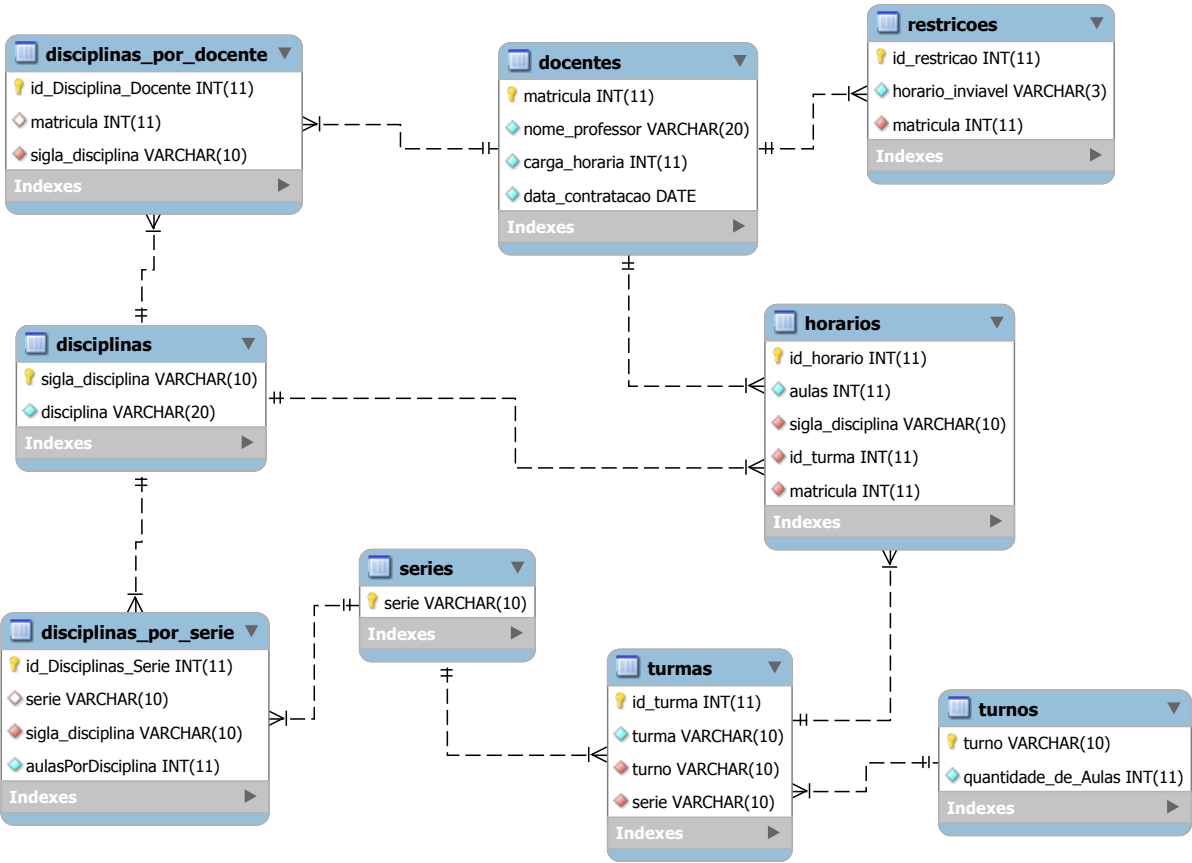 disciplinas_por_docente
id_Disciplina_Docente INT(11)
matricula INT(11)
sigla_disciplina VARCHAR(10)
Indexes
docentes
matricula INT(11)
nome_professor VARCHAR(20)
carga_horaria INT(11)
data_contratacao DATE
Indexes
restricoes
id_restricao INT(11)
horario_inviavel VARCHAR(3)
matricula INT(11)
Indexes
disciplinas
sigla_disciplina VARCHAR(10)
disciplina VARCHAR(20)
Indexes
horarios
id_horario INT(11)
aulas INT(11)
sigla_disciplina VARCHAR(10)
id_turma INT(11)
matricula INT(11)
Indexes
disciplinas_por_serie
id_Disciplinas_Serie INT(11)
serie VARCHAR(10)
sigla_disciplina VARCHAR(10)
aulasPorDisciplina INT(11)
Indexes
series
serie VARCHAR(10)
Indexes
turmas
id_turma INT(11)
turma VARCHAR(10)
turno VARCHAR(10)
serie VARCHAR(10)
Indexes
turnos
turno VARCHAR(10)
quantidade_de_Aulas INT(11)
Indexes